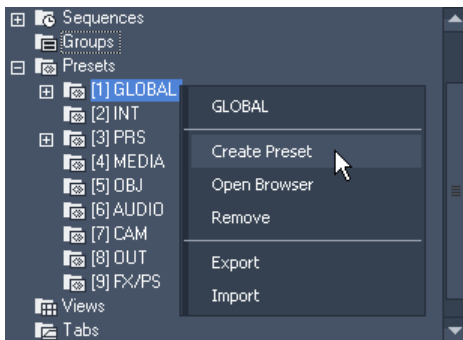 Sequences
Groups
Presets
[1] GLOBAL
[2] INT
[3] PRS
[4] MEDIA
[5] OBJ
[6] AUDIO
[7] CAM
[8] OUT
[9] FX/PS
Views
Tabs
GLOBAL
Create Preset
Open Browser
Remove
Export
Import